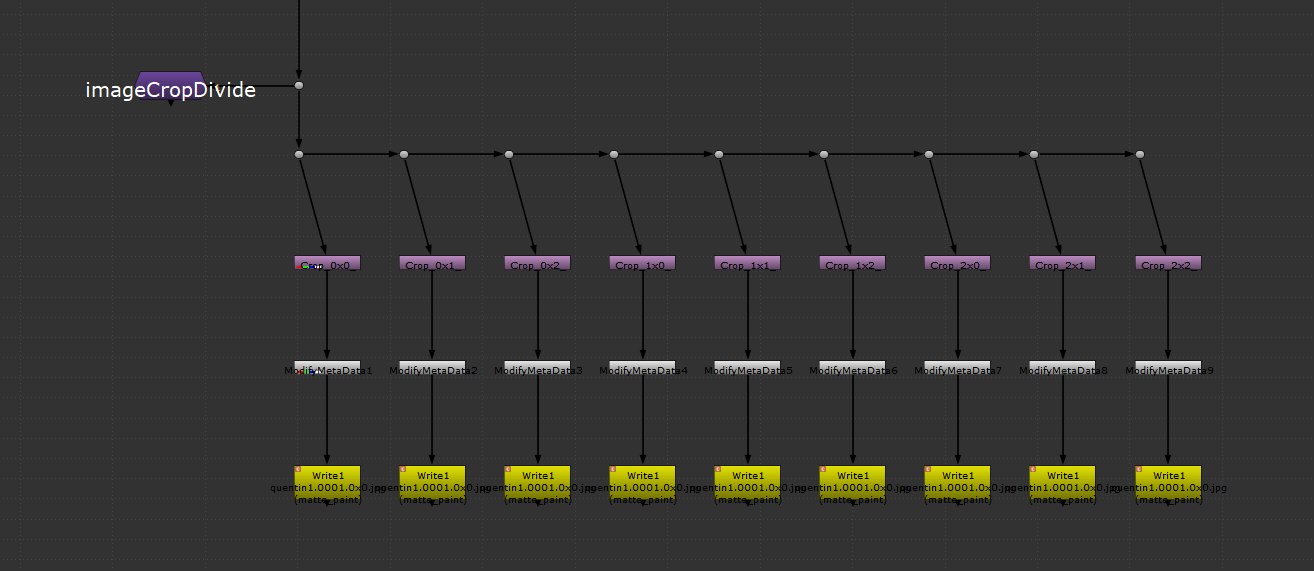 imageCropDivide
Crop_0x0_
Crop_0x1_
Crop_0x2_
Crop_1x0_
Crop_1x1_
Crop_1x2_
Crop_2x0_
Crop_2x1_
Crop_2x2_
ModifyMetaData1
ModifyMetaData2
ModifyMetaData3
ModifyMetaData4
ModifyMetaData5
ModifyMetaData6
ModifyMetaData7
ModifyMetaData8
ModifyMetaData9
Write1
quentin1.0001.0x0.jpg
(matte_paint)
Write1
quentin1.0001.0x0.jpg
(matte_paint)
Write1
quentin1.0001.0x0.jpg
(matte_paint)
Write1
quentin1.0001.0x0.jpg
(matte_paint)
Write1
quentin1.0001.0x0.jpg
(matte_paint)
Write1
quentin1.0001.0x0.jpg
(matte_paint)
Write1
quentin1.0001.0x0.jpg
(matte_paint)
Write1
quentin1.0001.0x0.jpg
(matte_paint)
Write1
quentin1.0001.0x0.jpg
(matte_paint)